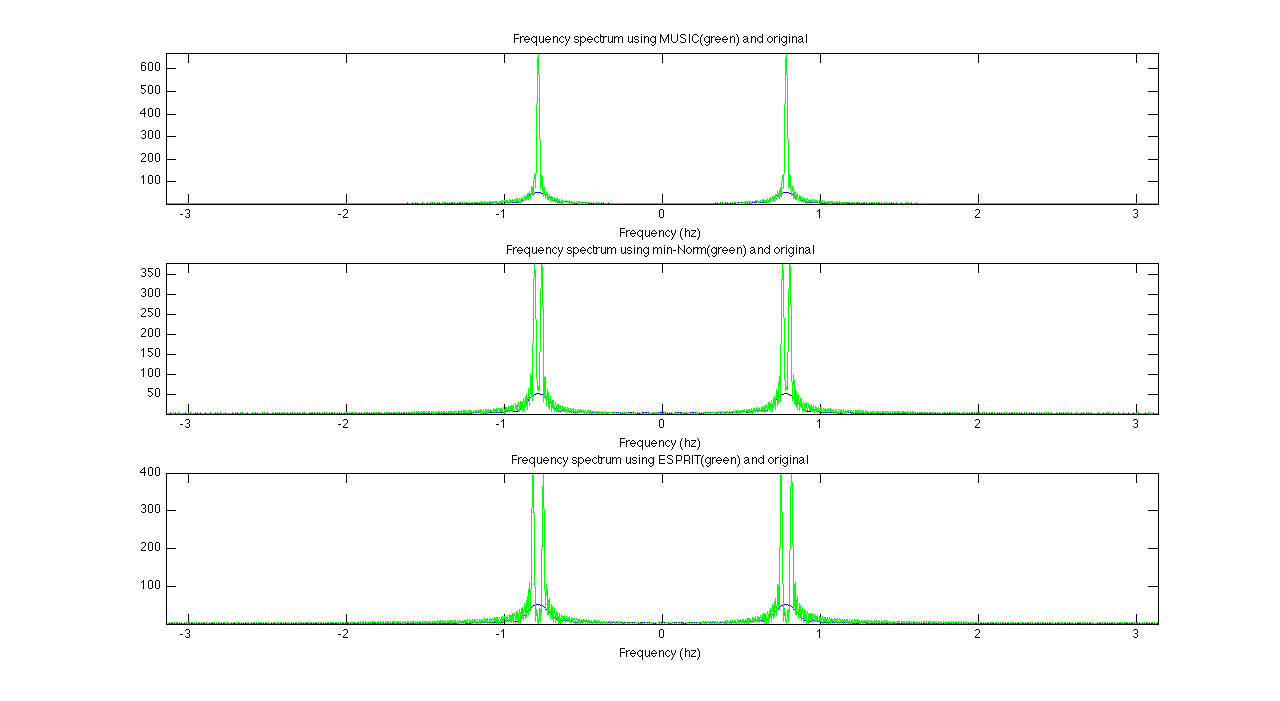 Frequency spectrum using MUSIC(green) and original
600
500
400
300
200
100
-3 -2 -1 0 1 2 3
Frequency (hz)
Frequency spectrum using min-Norm(green) and original
350
300
250
200
150
100
50
-3 -2 -1 0 1 2 3
Frequency (hz)
Frequency spectrum using ESPRIT(green) and original
400
300
200
100
-3 -2 -1 0 1 2 3
Frequency (hz)